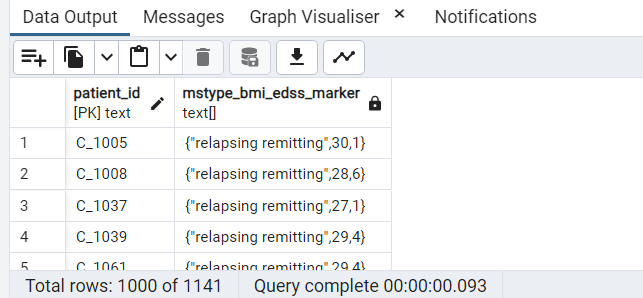 Data Output Messages Graph Visualiser × Notifications
patient_id mstype_bmi_edss_marker
[PK] text text[]
1 C_1005 {"relapsing remitting",30,1}
2 C_1008 {"relapsing remitting",28,6}
3 C_1037 {"relapsing remitting",27,1}
4 C_1039 {"relapsing remitting",29,4}
5 C_1061 {"relapsing remitting",29,4}
Total rows: 1000 of 1141 Query complete 00:00:00.093